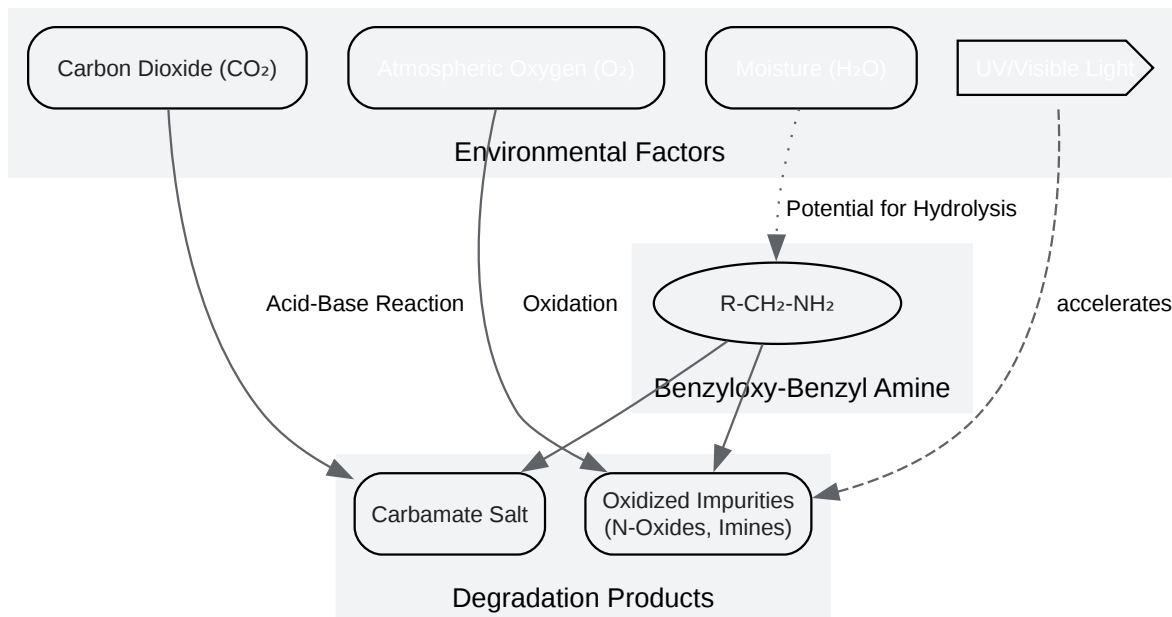 Carbon Dioxide (CO₂)
Atmospheric Oxygen (O₂)
Moisture (H₂O)
UV/Visible Light
Environmental Factors
Potential for Hydrolysis
Acid-Base Reaction
Oxidation
R-CH₂-NH₂
accelerates
Benzyloxy-Benzyl Amine
Carbamate Salt
Oxidized Impurities
(N-Oxides, Imines)
Degradation Products